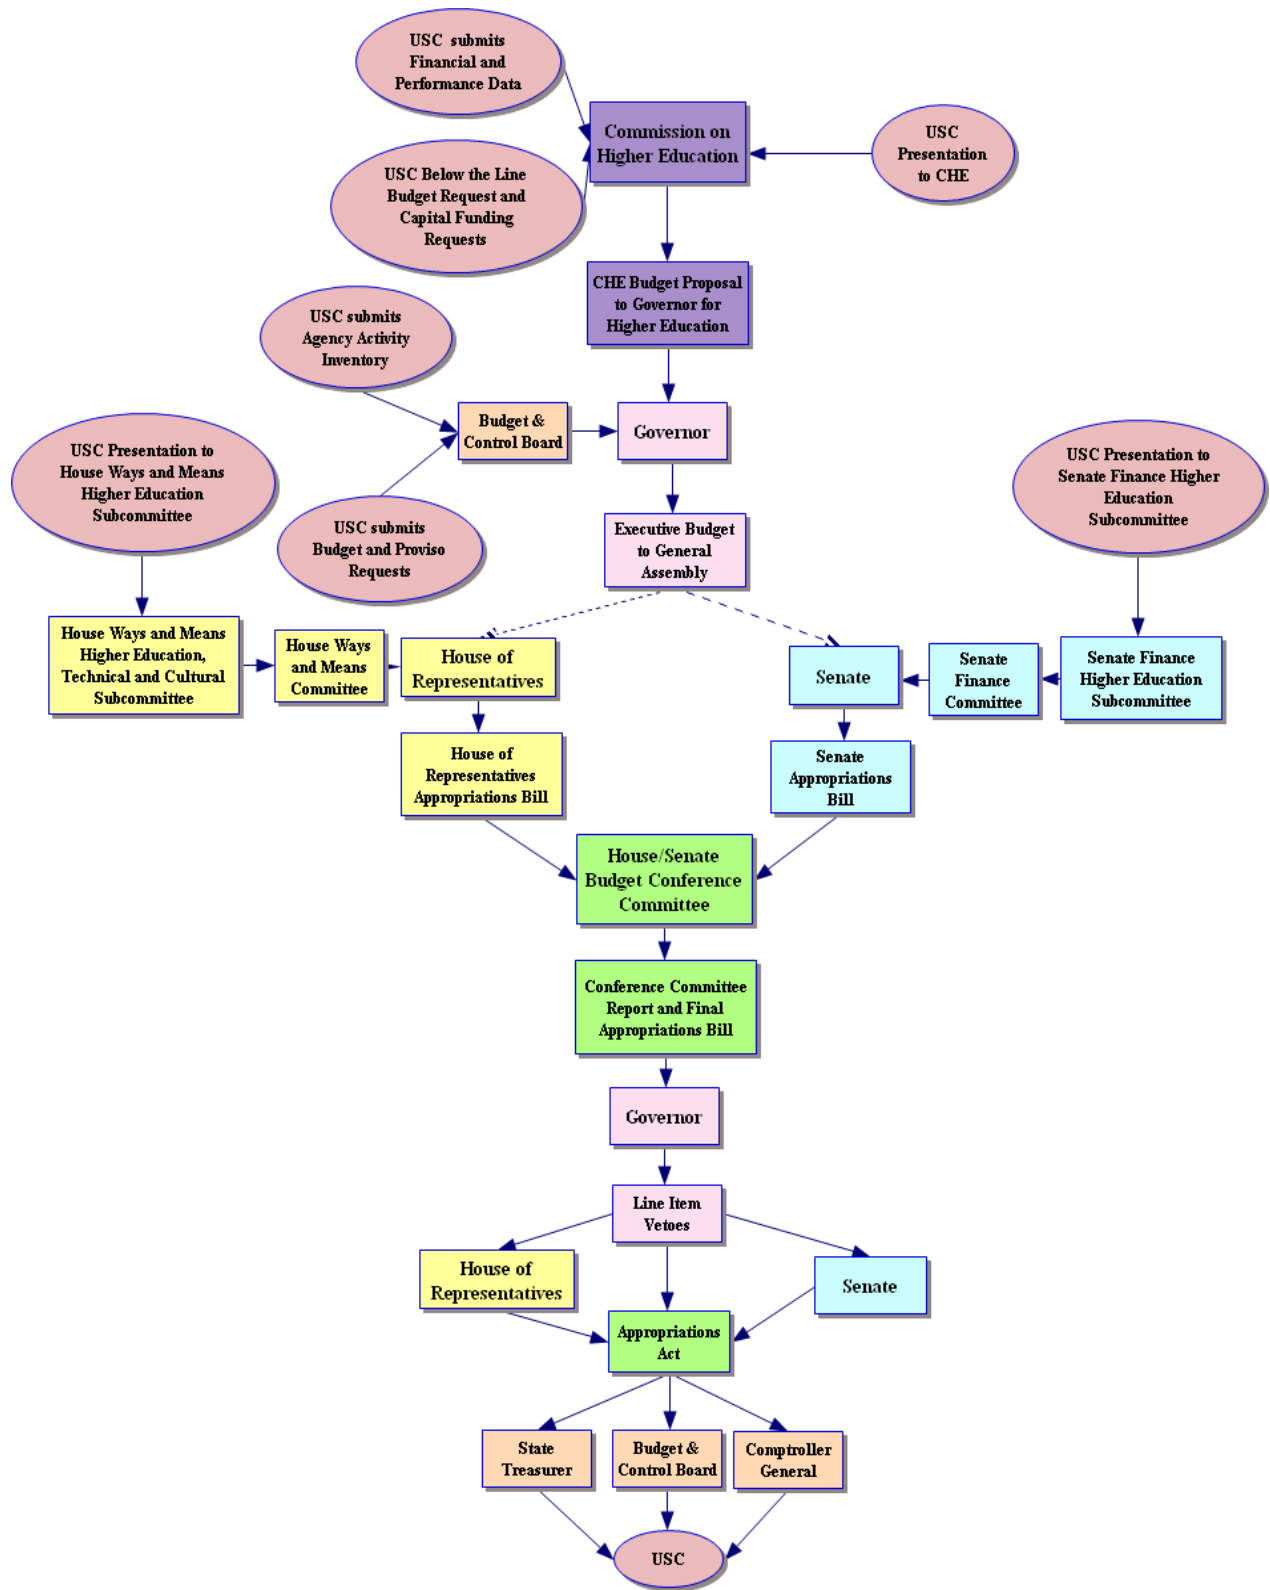 USC submits
Financial and
Performance Data
Commission on
Higher Education
USC
Presentation
to CHE
USC Below the Line
Budget Request and
Capital Funding
Requests
CHE Budget Proposal
to Governor for
Higher Education
USC submits
Agency Activity
Inventory
Budget &
Control Board
Governor
USC Presentation to
House Ways and Means
Higher Education
Subcommittee
USC Presentation to
Senate Finance Higher
Education
Subcommittee
USC submits
Budget and Proviso
Requests
Executive Budget
to General
Assembly
House Ways and Means
Higher Education,
Technical and Cultural
Subcommittee
House Ways
and Means
Committee
House of
Representatives
Senate
Senate
Finance
Committee
Senate Finance
Higher Education
Subcommittee
House of
Representatives
Appropriations Bill
Senate
Appropriations
Bill
House/Senate
Budget Conference
Committee
Conference Committee
Report and Final
Appropriations Bill
Governor
Line Item
Vetoes
House of
Representatives
Senate
Appropriations
Act
State
Treasurer
Budget &
Control Board
Comptroller
General
USC